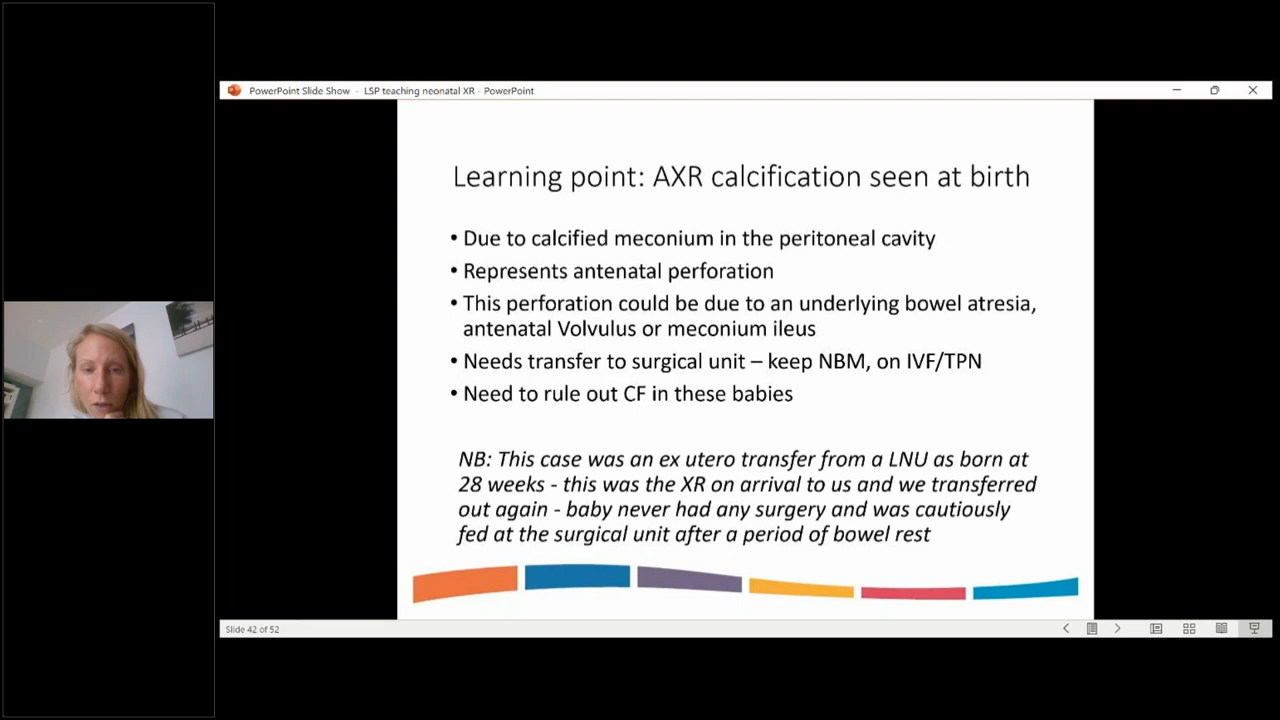 PowerPoint Slide Show - LSP teaching neonatal XR - PowerPoint
Learning point: AXR calcification seen at birth
• Due to calcified meconium in the peritoneal cavity
• Represents antenatal perforation
• This perforation could be due to an underlying bowel atresia,
antenatal Volvulus or meconium ileus
• Needs transfer to surgical unit – keep NBM, on IVF/TPN
• Need to rule out CF in these babies
NB: This case was an ex utero transfer from a LNU as born at
28 weeks - this was the XR on arrival to us and we transferred
out again - baby never had any surgery and was cautiously
fed at the surgical unit after a period of bowel rest
Slide 42 of 52